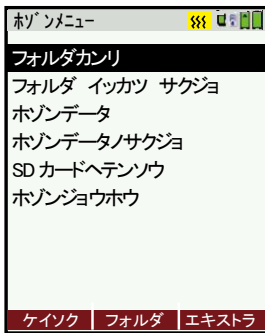 ホゾンメニュー
フォルダカンリ
フォルダ イッカツ サクジョ
ホゾンデータ
ホゾンデータノサクジョ
SDカードヘテンソウ
ホゾンジョウホウ
ケイソク フォルダ エキストラ